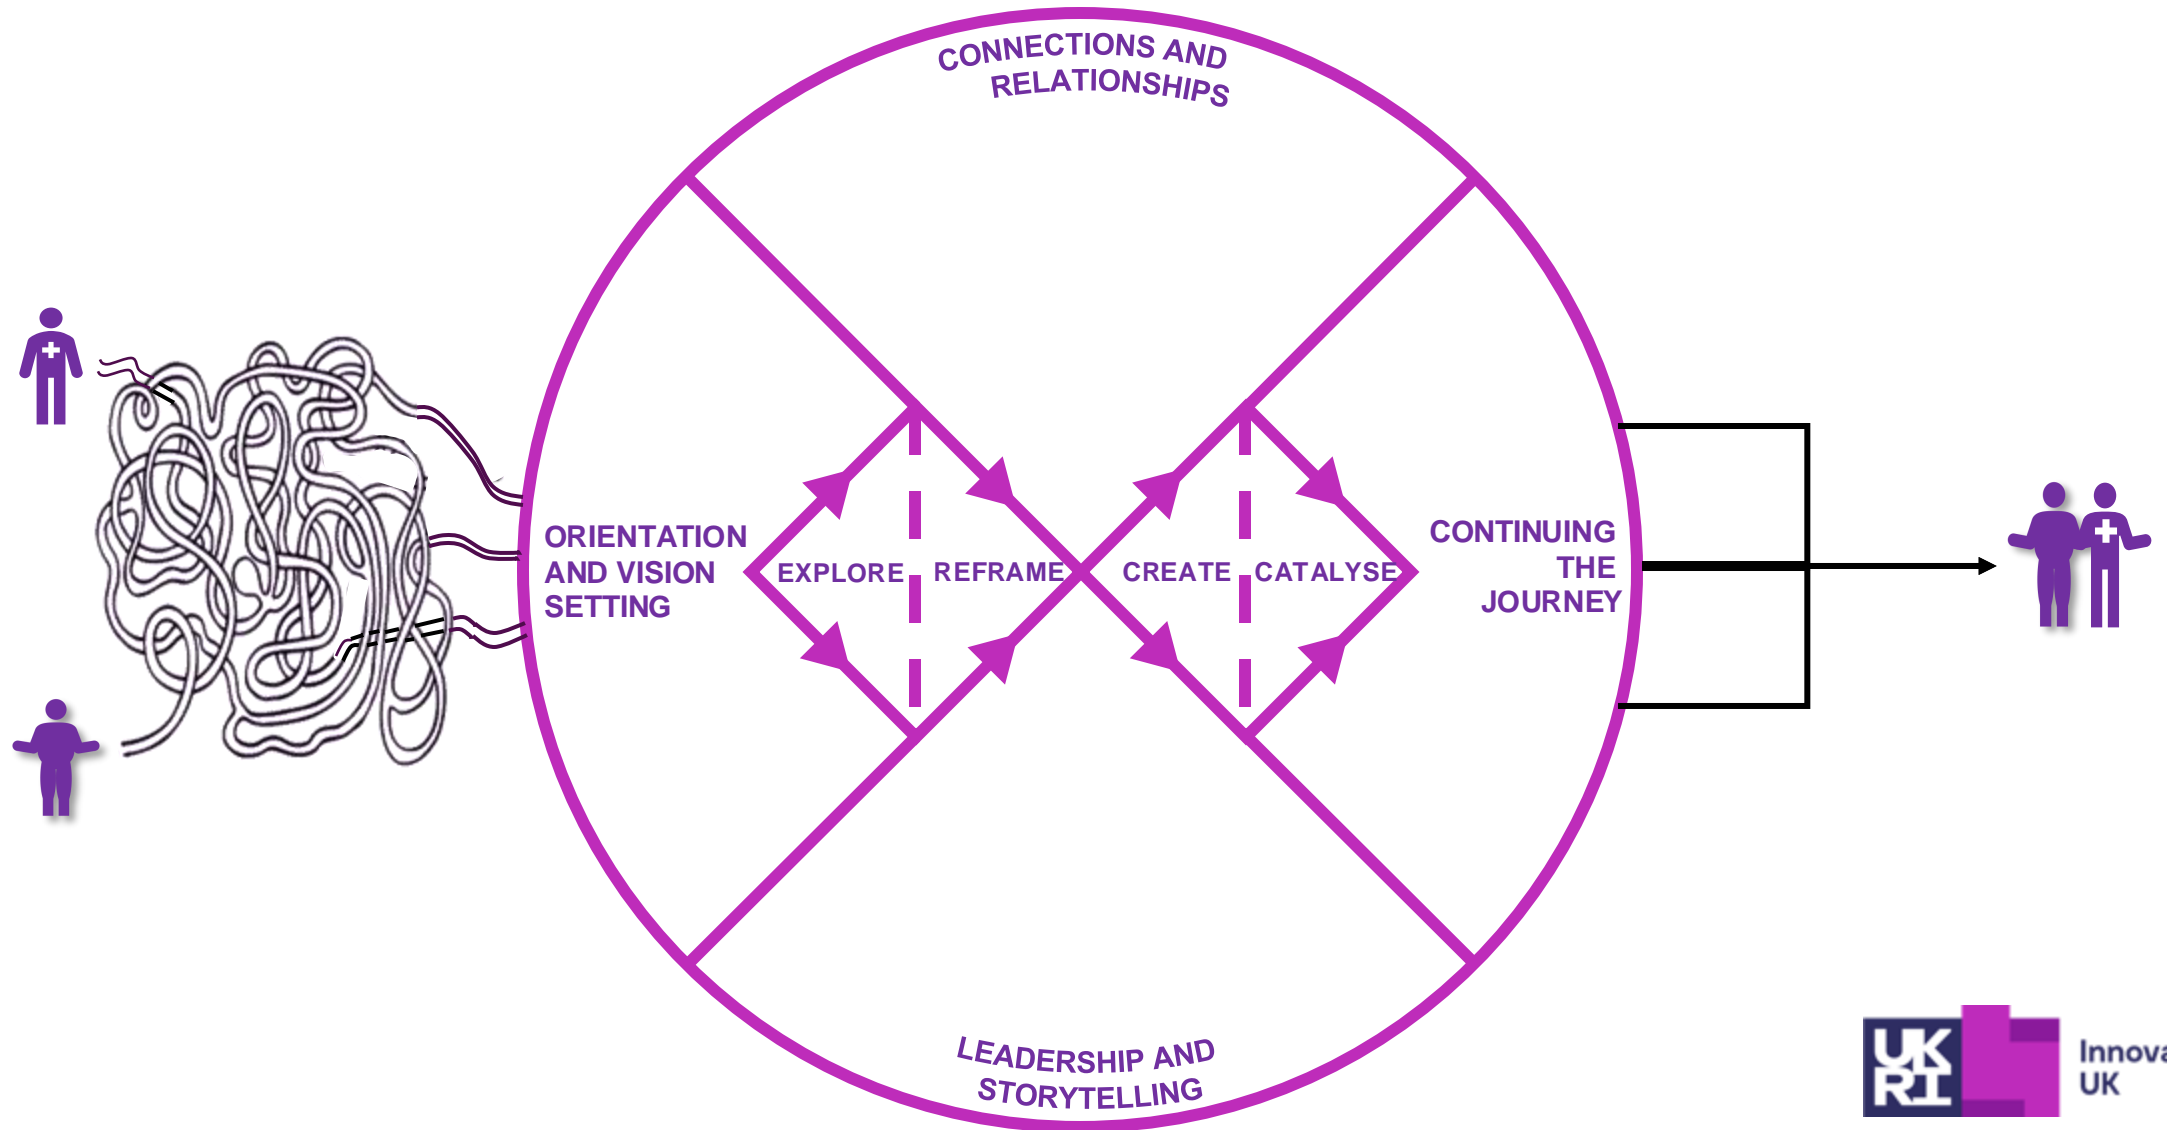 CONNECTIONS AND
RELATIONSHIPS
ORIENTATION
AND VISION
SETTING
EXPLORE
REFRAME
CREATE
CATALYSE
CONTINUING
THE
JOURNEY
LEADERSHIP AND
STORYTELLING
UK
RI
Innova
UK